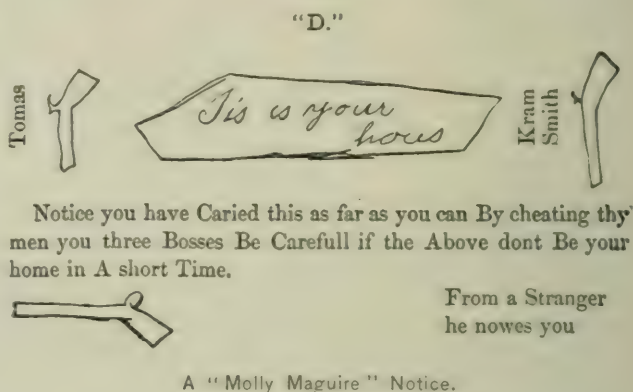 "D."
Tomas
Tis is your
hous
Kram
Smith
Notice you have Caried this as far as you can By cheating thy
men you three Bosses Be Carefull if the Above dont Be your
home in A short Time.
From a Stranger
he nowes you
A "Molly Maguire" Notice.